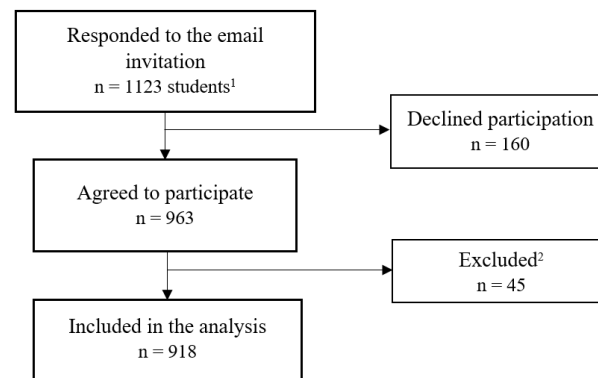 Responded to the email
invitation
n = 1123 students¹
Declined participation
n = 160
Agreed to participate
n = 963
Excluded²
n = 45
Included in the analysis
n = 918